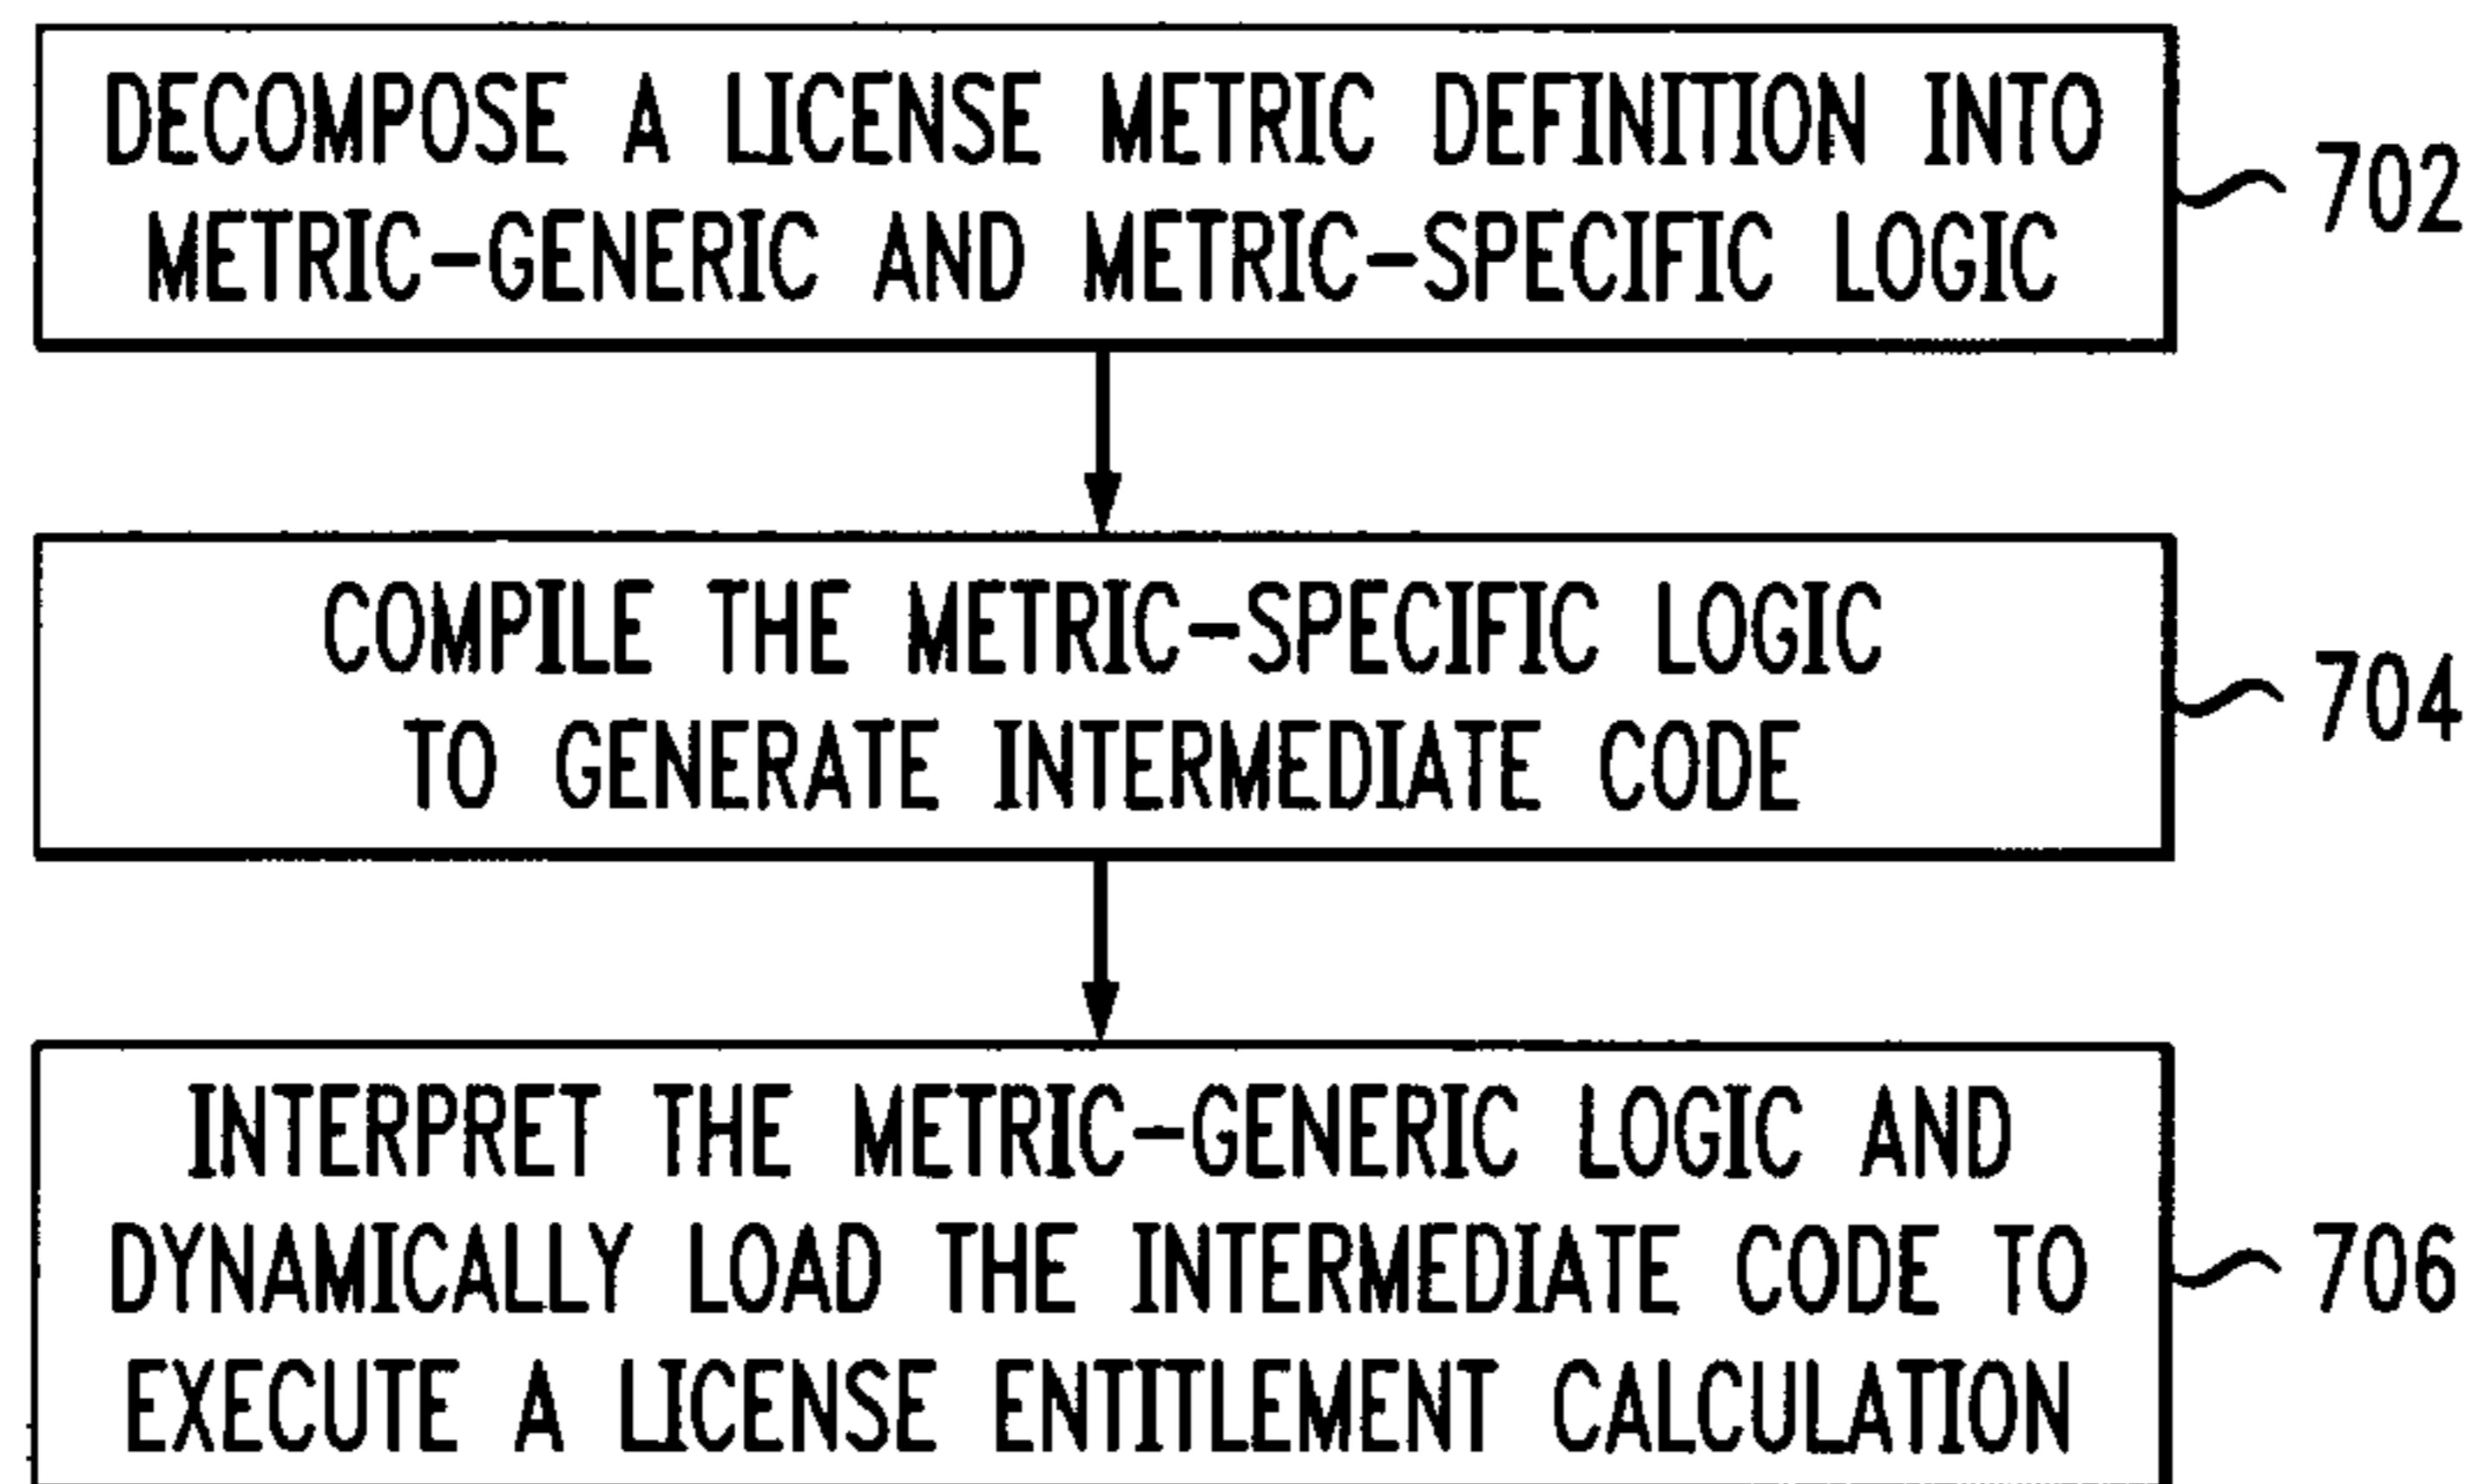 DECOMPOSE A LICENSE METRIC DEFINITION INTO
METRIC-GENERIC AND METRIC-SPECIFIC LOGIC
702
COMPILE THE METRIC-SPECIFIC LOGIC
TO GENERATE INTERMEDIATE CODE
704
INTERPRET THE METRIC-GENERIC LOGIC AND
DYNAMICALLY LOAD THE INTERMEDIATE CODE TO
EXECUTE A LICENSE ENTITLEMENT CALCULATION
706